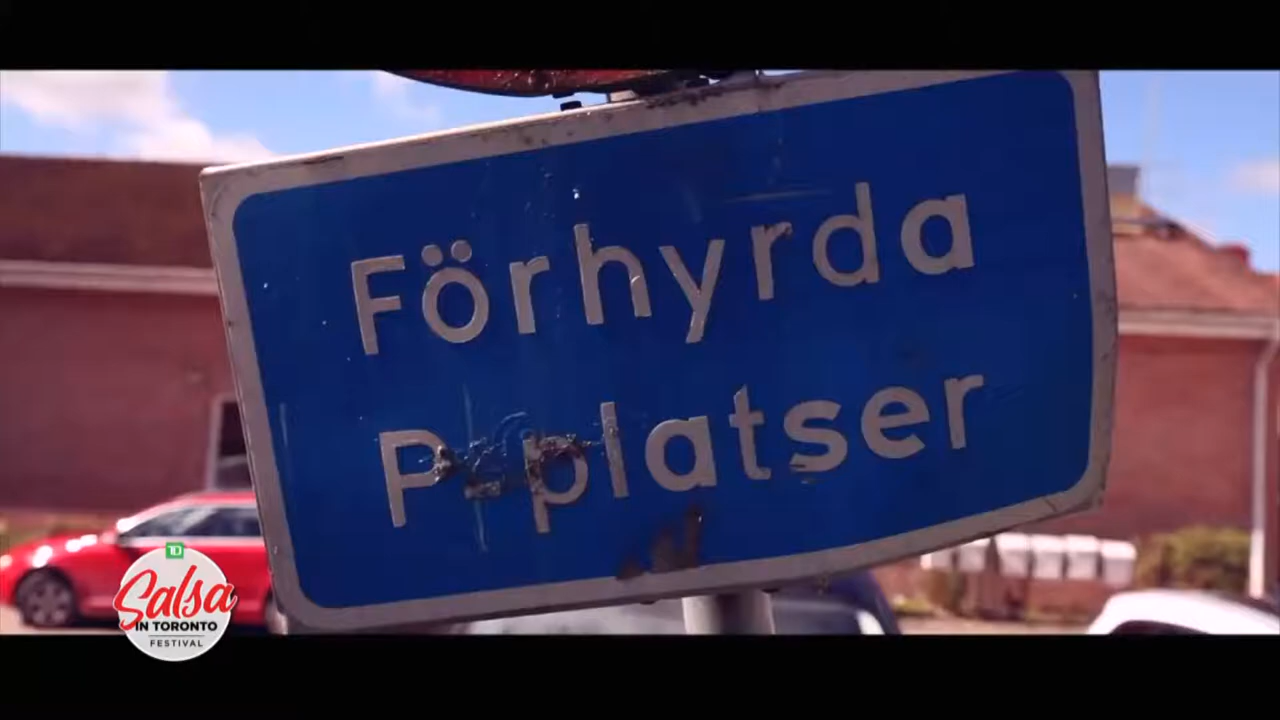 Förhyrda
P-platser
TD
Salsa
IN TORONTO
FESTIVAL